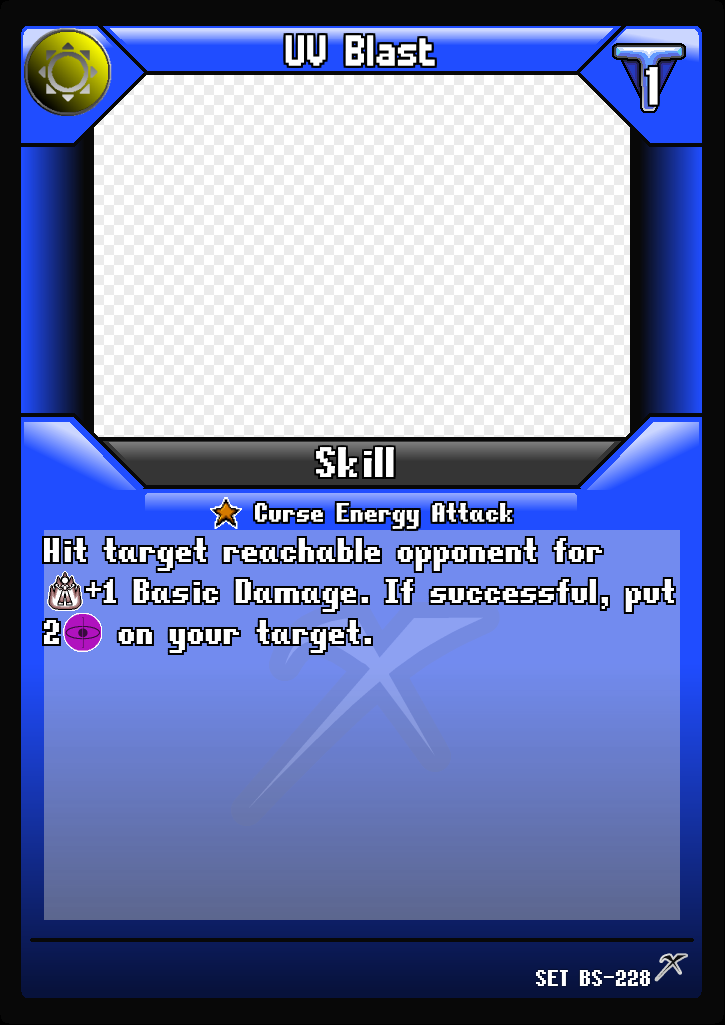 UV Blast
1
Skill
Curse Energy Attack
Hit target reachable opponent for
+1 Basic Damage. If successful, put
2 on your target.
SET BS-228